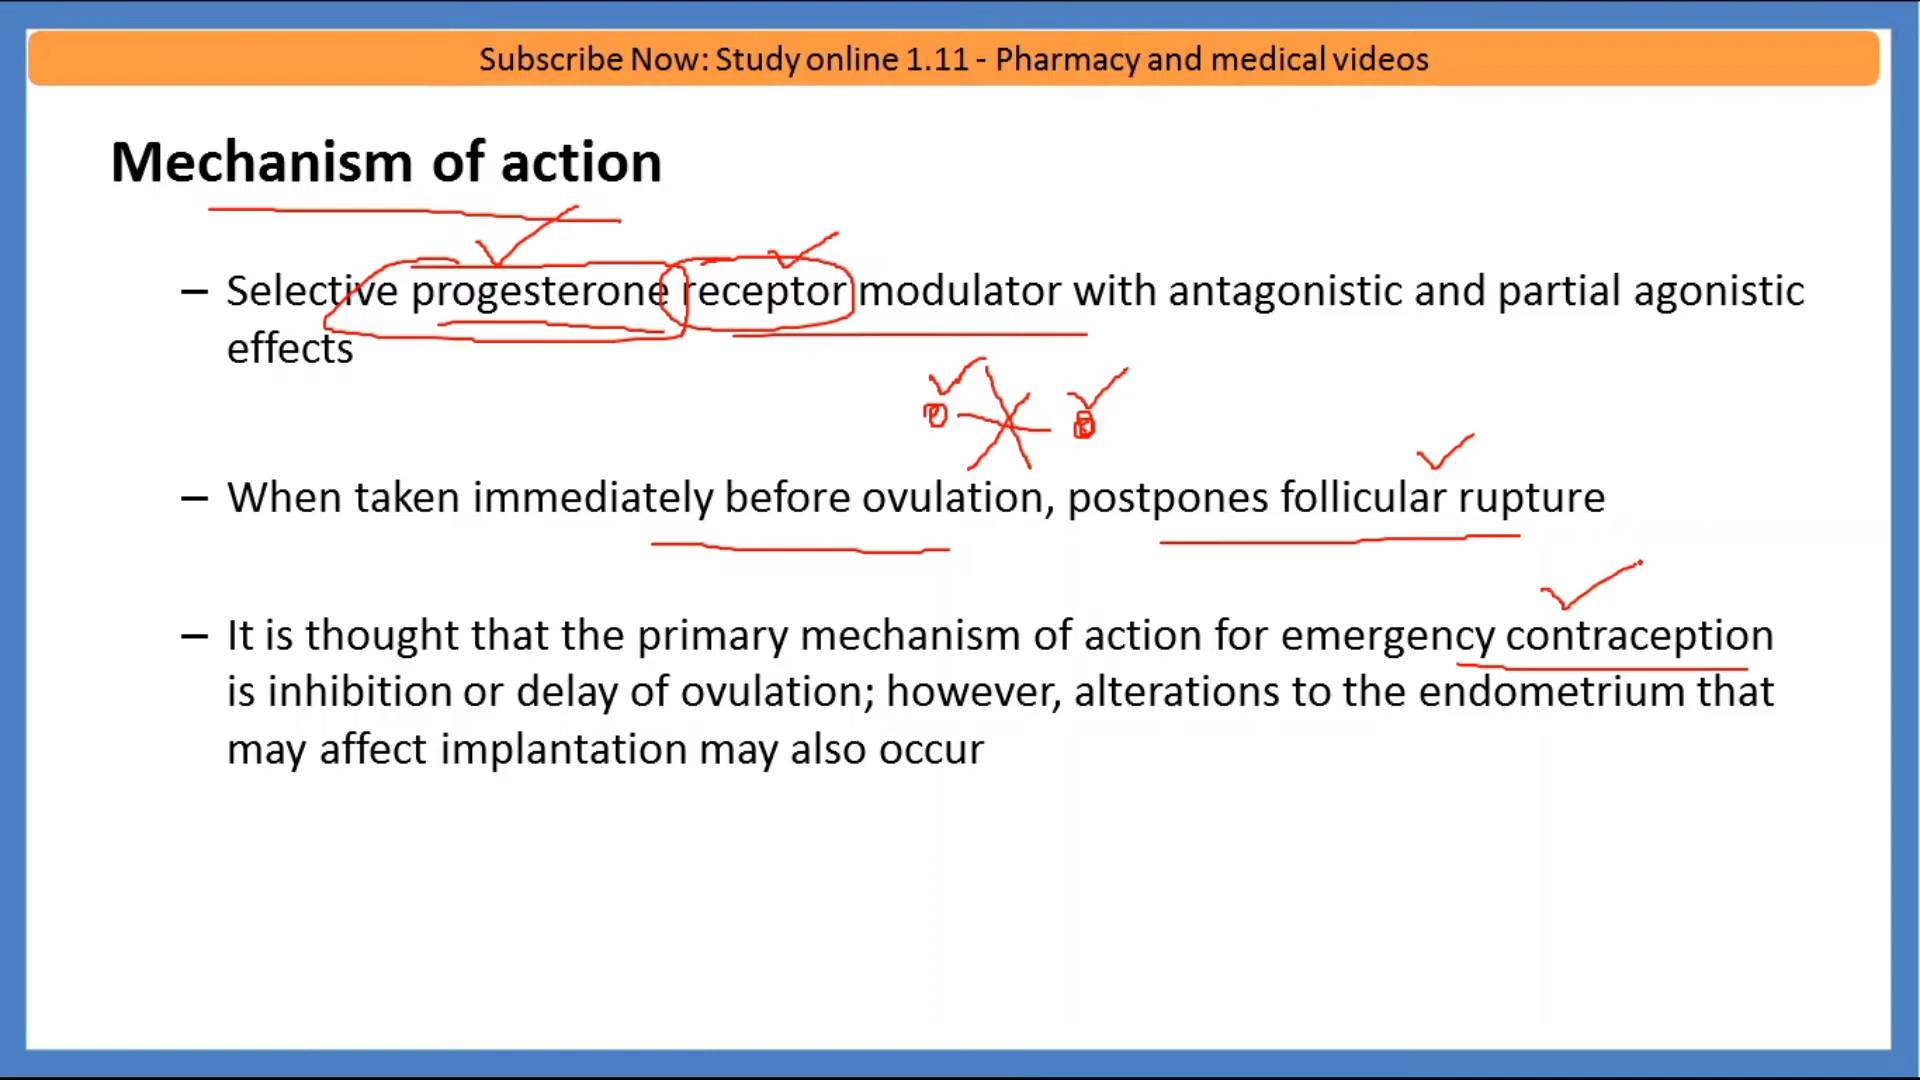 Subscribe Now: Study online 1.11 - Pharmacy and medical videos
Mechanism of action
– Selective progesterone receptor modulator with antagonistic and partial agonistic
effects
– When taken immediately before ovulation, postpones follicular rupture
– It is thought that the primary mechanism of action for emergency contraception
is inhibition or delay of ovulation; however, alterations to the endometrium that
may affect implantation may also occur